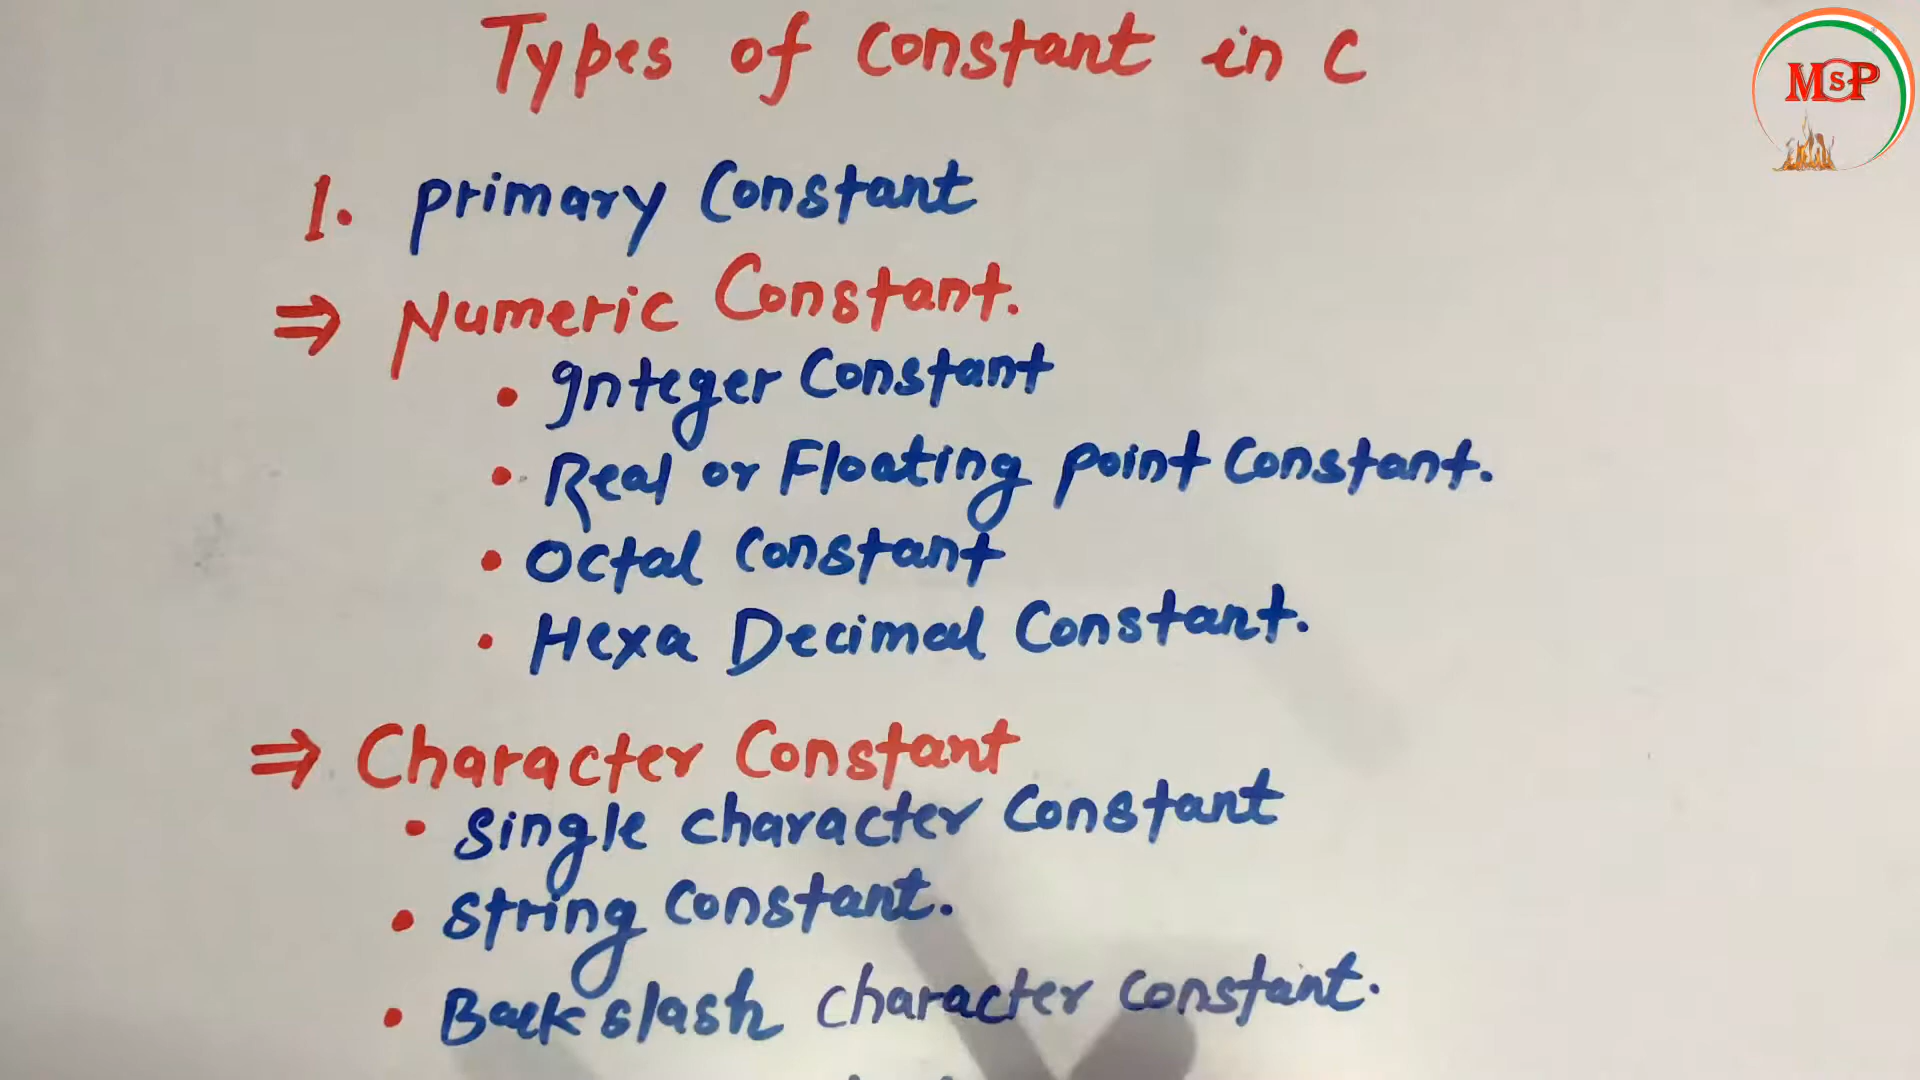 Types of constant in C
MSP
1. Primary Constant
⇒ Numeric Constant.
• Integer Constant
• Real or Floating point Constant.
• Octal Constant
• Hexa Decimal Constant.
⇒ Character Constant
• Single character Constant
• String Constant.
• Back slash character constant.